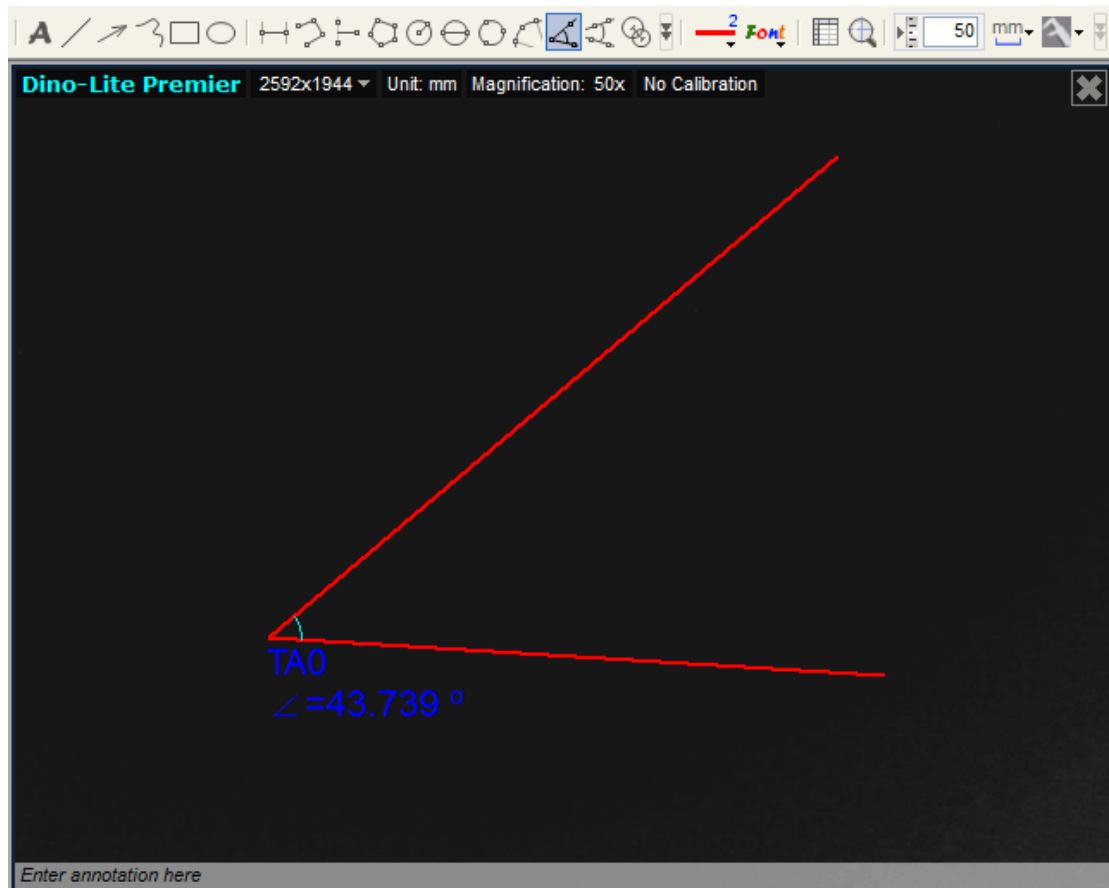 A 2 Font 50 mm
Dino-Lite Premier 2592x1944 Unit: mm Magnification: 50x No Calibration
TA0
∠=43.739 º
Enter annotation here